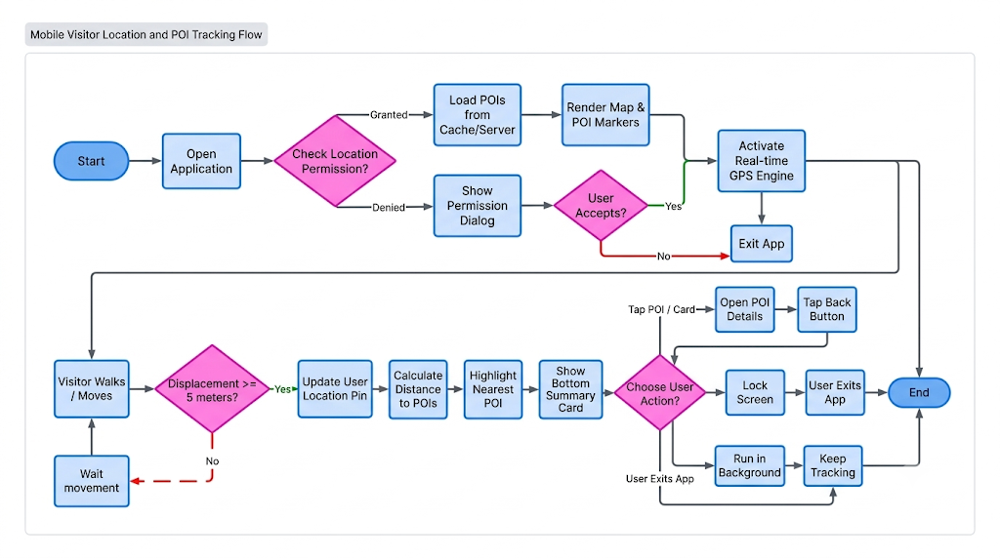 Mobile Visitor Location and POI Tracking Flow
Start
Open
Application
Check Location
Permission?
Granted
Load POIs
from
Cache/Server
Render Map &
POI Markers
Denied
Show
Permission
Dialog
User
Accepts?
Yes
No
Activate
Real-time
GPS Engine
Exit App
Visitor Walks
/ Moves
Displacement >=
5 meters?
Yes
No
Wait
movement
Update User
Location Pin
Calculate
Distance
to POIs
Highlight
Nearest
POI
Show
Bottom
Summary
Card
Choose User
Action?
Tap POI / Card
Open POI
Details
Tap Back
Button
Lock
Screen
User Exits
App
End
Run in
Background
Keep
Tracking
User Exits App